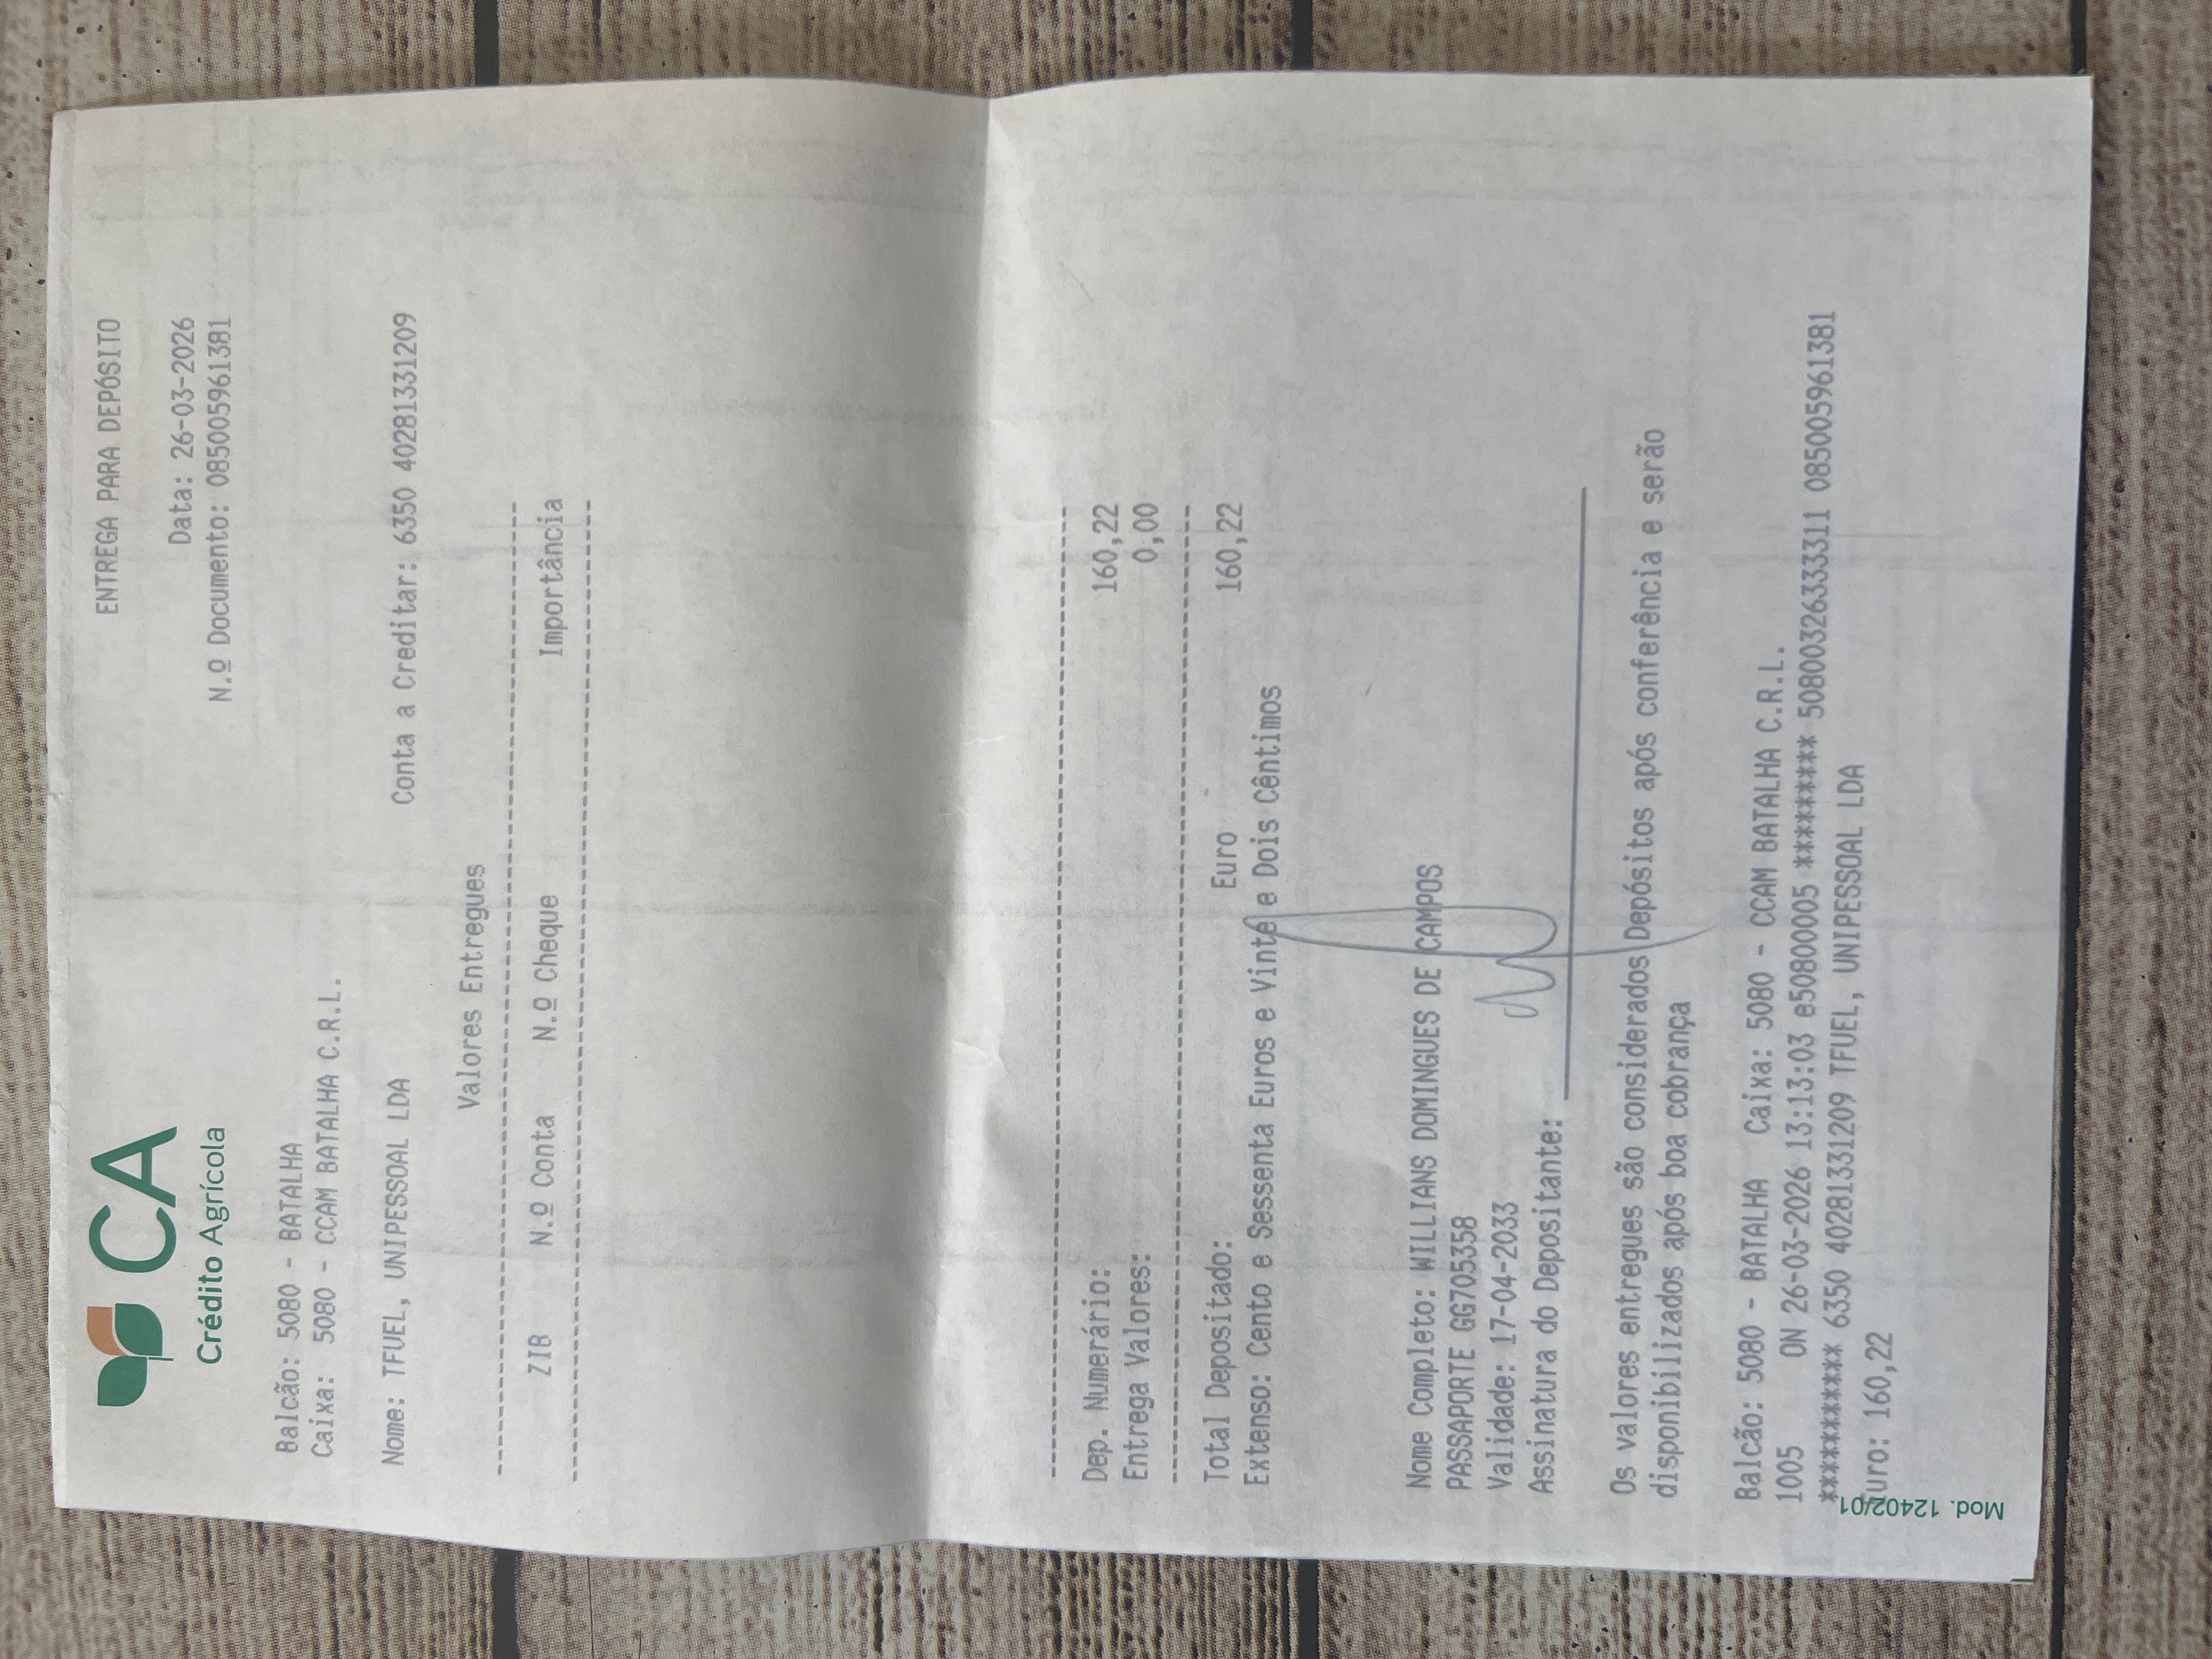 CA
Crédito Agrícola
ENTREGA PARA DEPÓSITO
Data: 26-03-2026
N.º Documento: 085005961381
Balcão: 5080 - BATALHA
Caixa: 5080 - CCAM BATALHA C.R.L.
Nome: TFUEL, UNIPESSOAL LDA Conta a Creditar: 6350 40281331209
Valores Entregues
--------------------------------------------------------------------------------
ZIB N.º Conta N.º Cheque Importância
--------------------------------------------------------------------------------
--------------------------------------------------------------------------------
Dep. Numerário: 160,22
Entrega Valores: 0,00
--------------------------------------------------------------------------------
Total Depositado: Euro 160,22
Extenso: Cento e Sessenta Euros e Vinte e Dois Cêntimos
Nome Completo: WILLIANS DOMINGUES DE CAMPOS
PASSAPORTE GG705358
Validade: 17-04-2033
Assinatura do Depositante:
Os valores entregues são considerados Depósitos após conferência e serão
disponibilizados após boa cobrança
Balcão: 5080 - BATALHA Caixa: 5080 - CCAM BATALHA C.R.L.
1005 ON 26-03-2026 13:13:03 e50800005 ********* 508003263333311 085005961381
********** 6350 40281331209 TFUEL, UNIPESSOAL LDA
Euro: 160,22
Mod. 12402/01